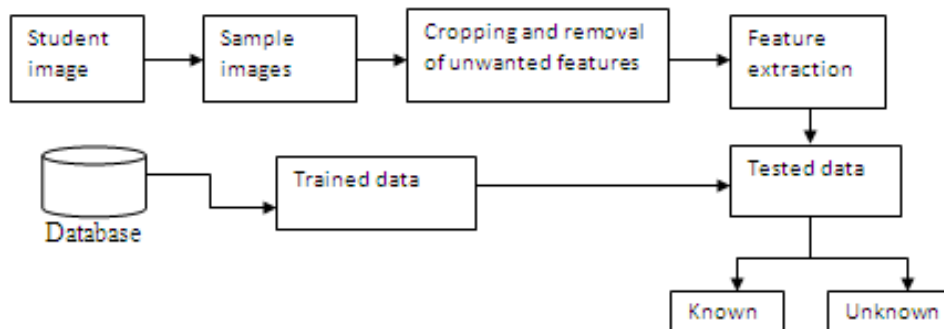 Student
image
Sample
images
Cropping and removal
of unwanted features
Feature
extraction
Database
Trained data
Tested data
Known
Unknown